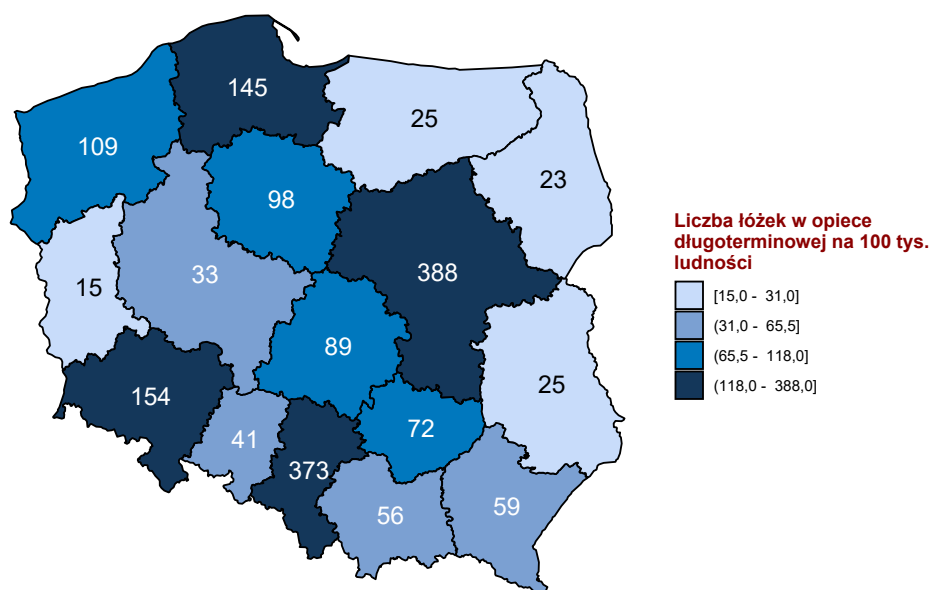 145
25
109
23
98
388
33
15
89
25
154
72
41
373
59
56
Liczba łóżek w opiece
długoterminowej na 100 tys.
ludności
[15,0 - 31,0]
(31,0 - 65,5]
(65,5 - 118,0]
(118,0 - 388,0]